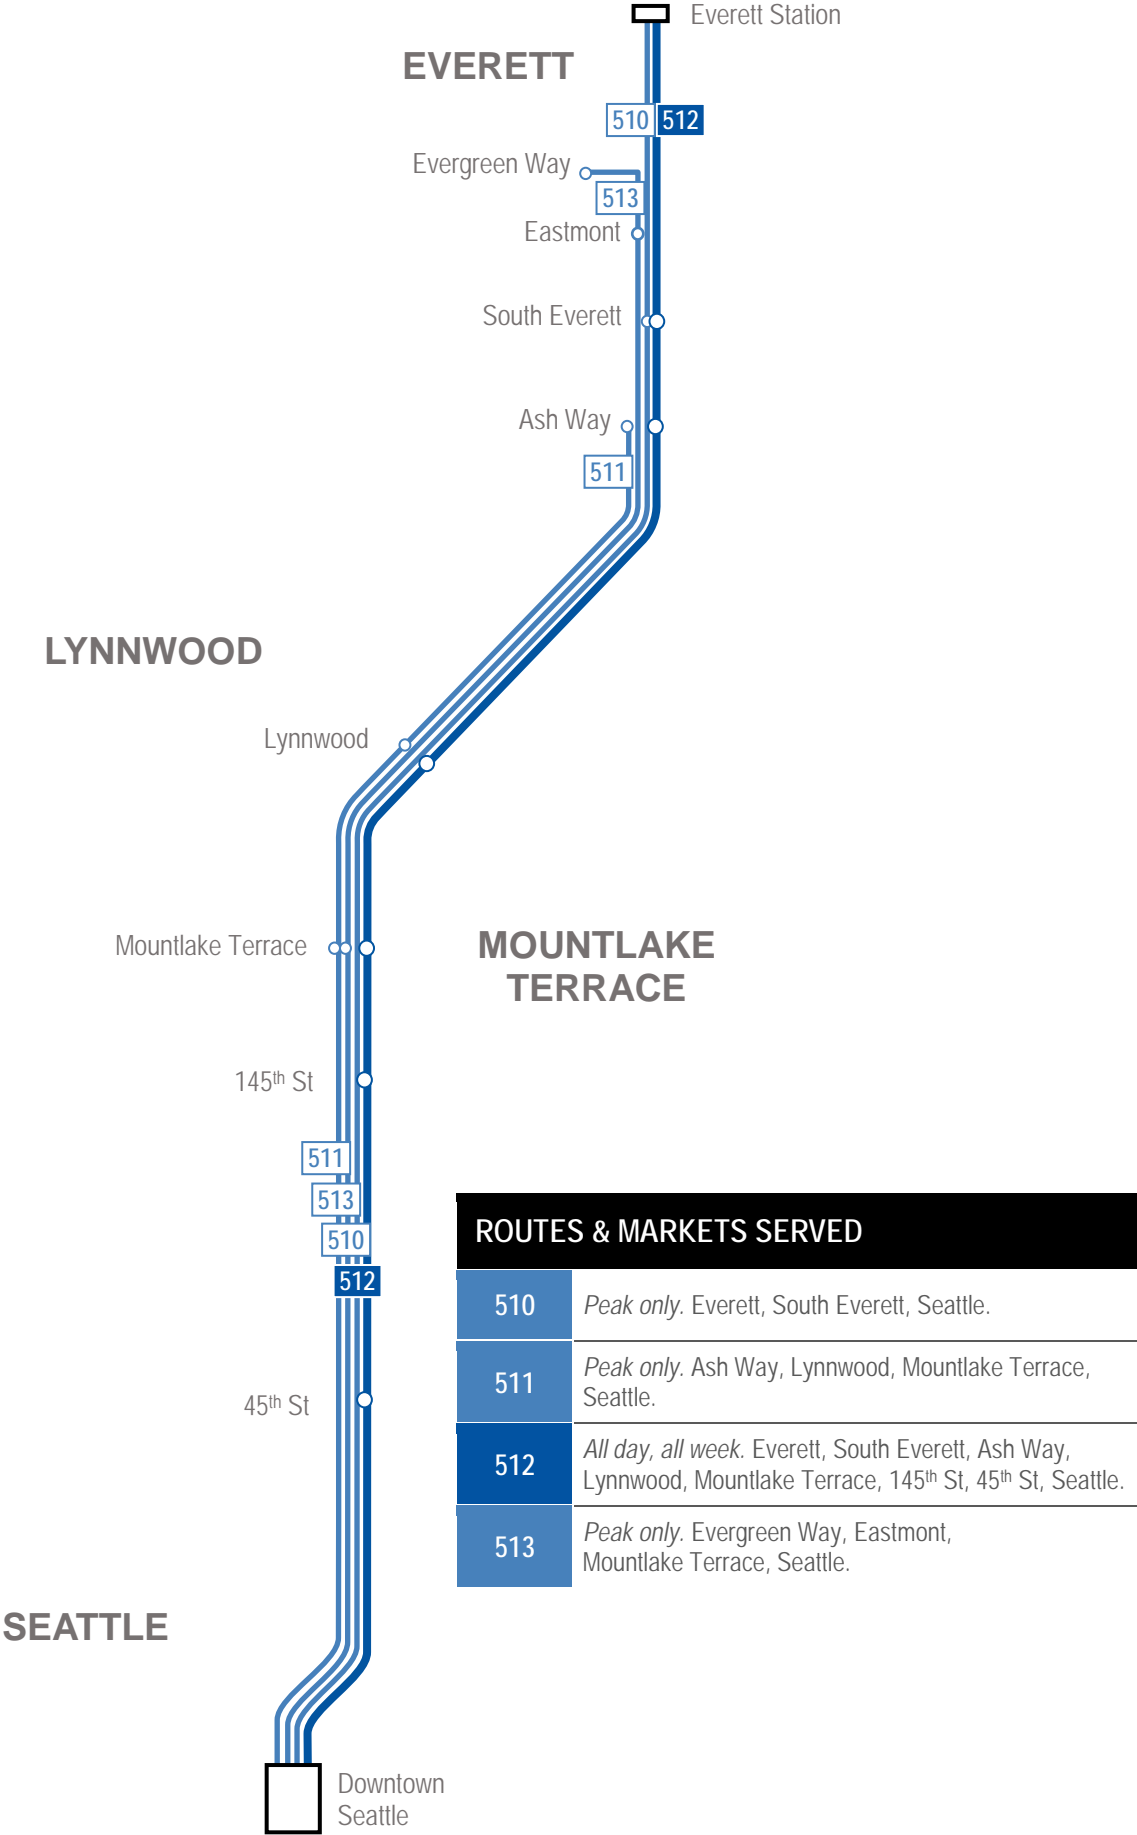 Everett Station
EVERETT
510 512
Evergreen Way
513
Eastmont
South Everett
Ash Way
511
LYNNWOOD
Lynnwood
Mountlake Terrace
MOUNTLAKE
TERRACE
145th St
511
513
510
512
45th St
ROUTES & MARKETS SERVED
510 Peak only. Everett, South Everett, Seattle.
511 Peak only. Ash Way, Lynnwood, Mountlake Terrace,
Seattle.
512 All day, all week. Everett, South Everett, Ash Way,
Lynnwood, Mountlake Terrace, 145th St, 45th St, Seattle.
513 Peak only. Evergreen Way, Eastmont,
Mountlake Terrace, Seattle.
SEATTLE
Downtown
Seattle